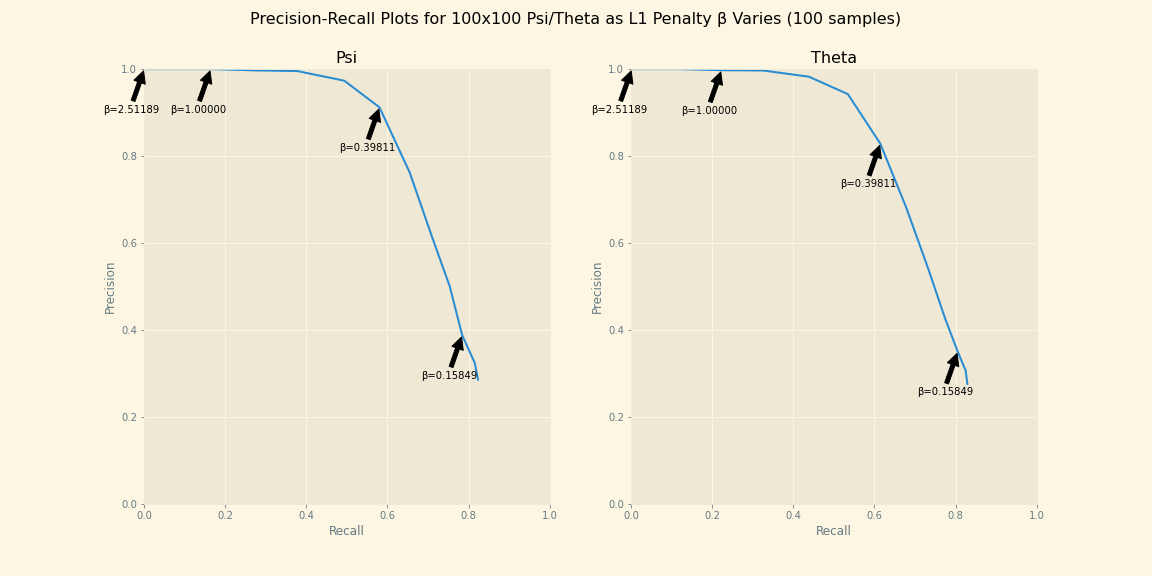 Precision-Recall Plots for 100x100 Psi/Theta as L1 Penalty β Varies (100 samples)
Psi
1.0
0.8
0.6
0.4
0.2
0.0
Precision
β=2.51189
β=1.00000
β=0.39811
β=0.15849
0.0 0.2 0.4 0.6 0.8 1.0
Recall
Theta
1.0
0.8
0.6
0.4
0.2
0.0
Precision
β=2.51189
β=1.00000
β=0.39811
β=0.15849
0.0 0.2 0.4 0.6 0.8 1.0
Recall